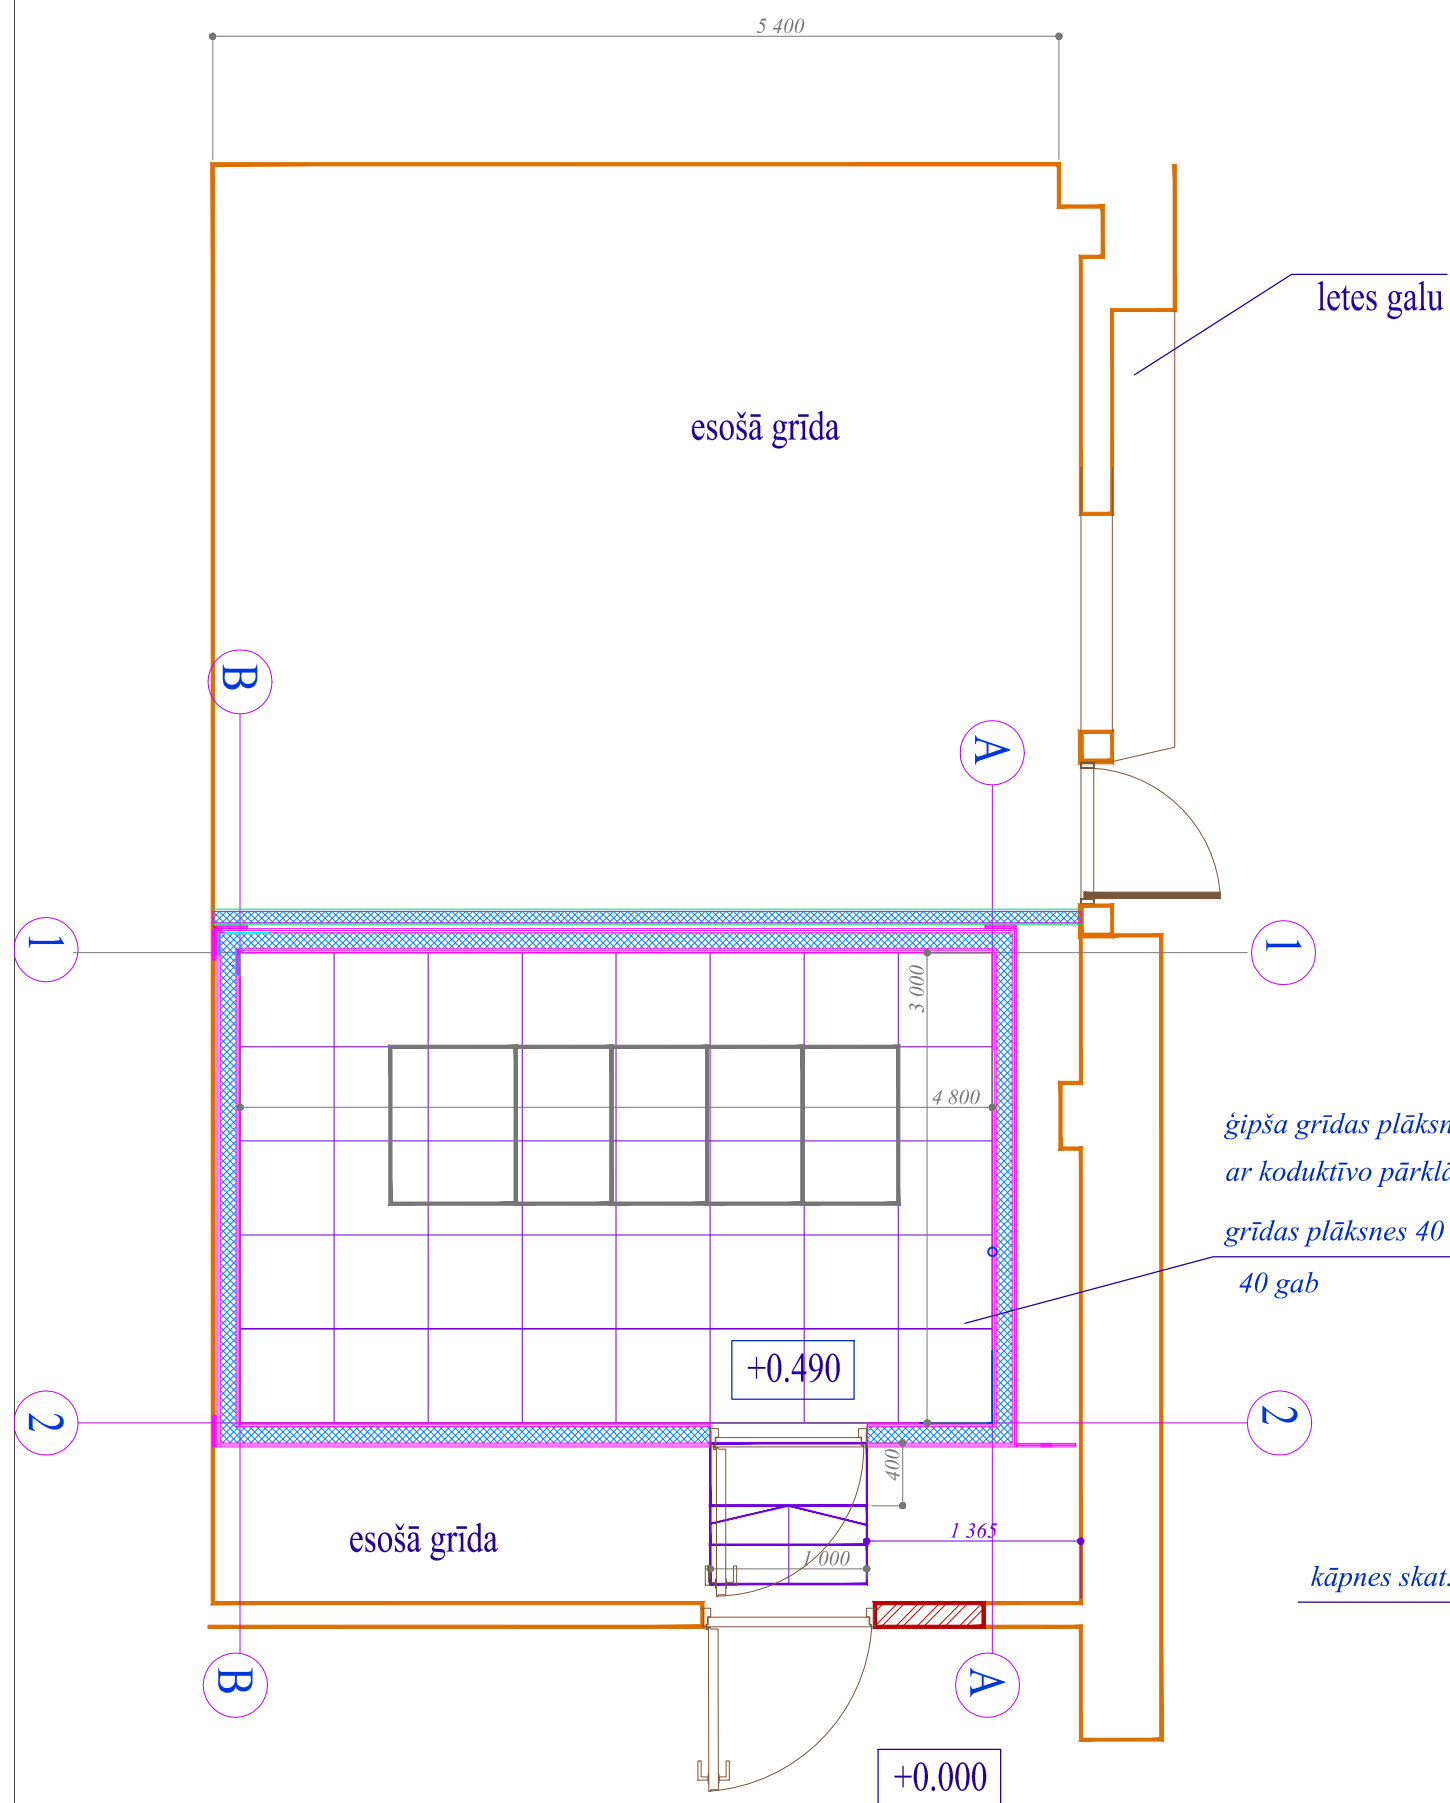 5 400
letes galu
esošā grīda
B
A
1
1
3 000
4 800
ģipša grīdas plāksn
ar koduktīvo pārklā
grīdas plāksnes 40
40 gab
+0.490
2
2
400
1 365
esošā grīda
1 000
kāpnes skat.
B
A
+0.000